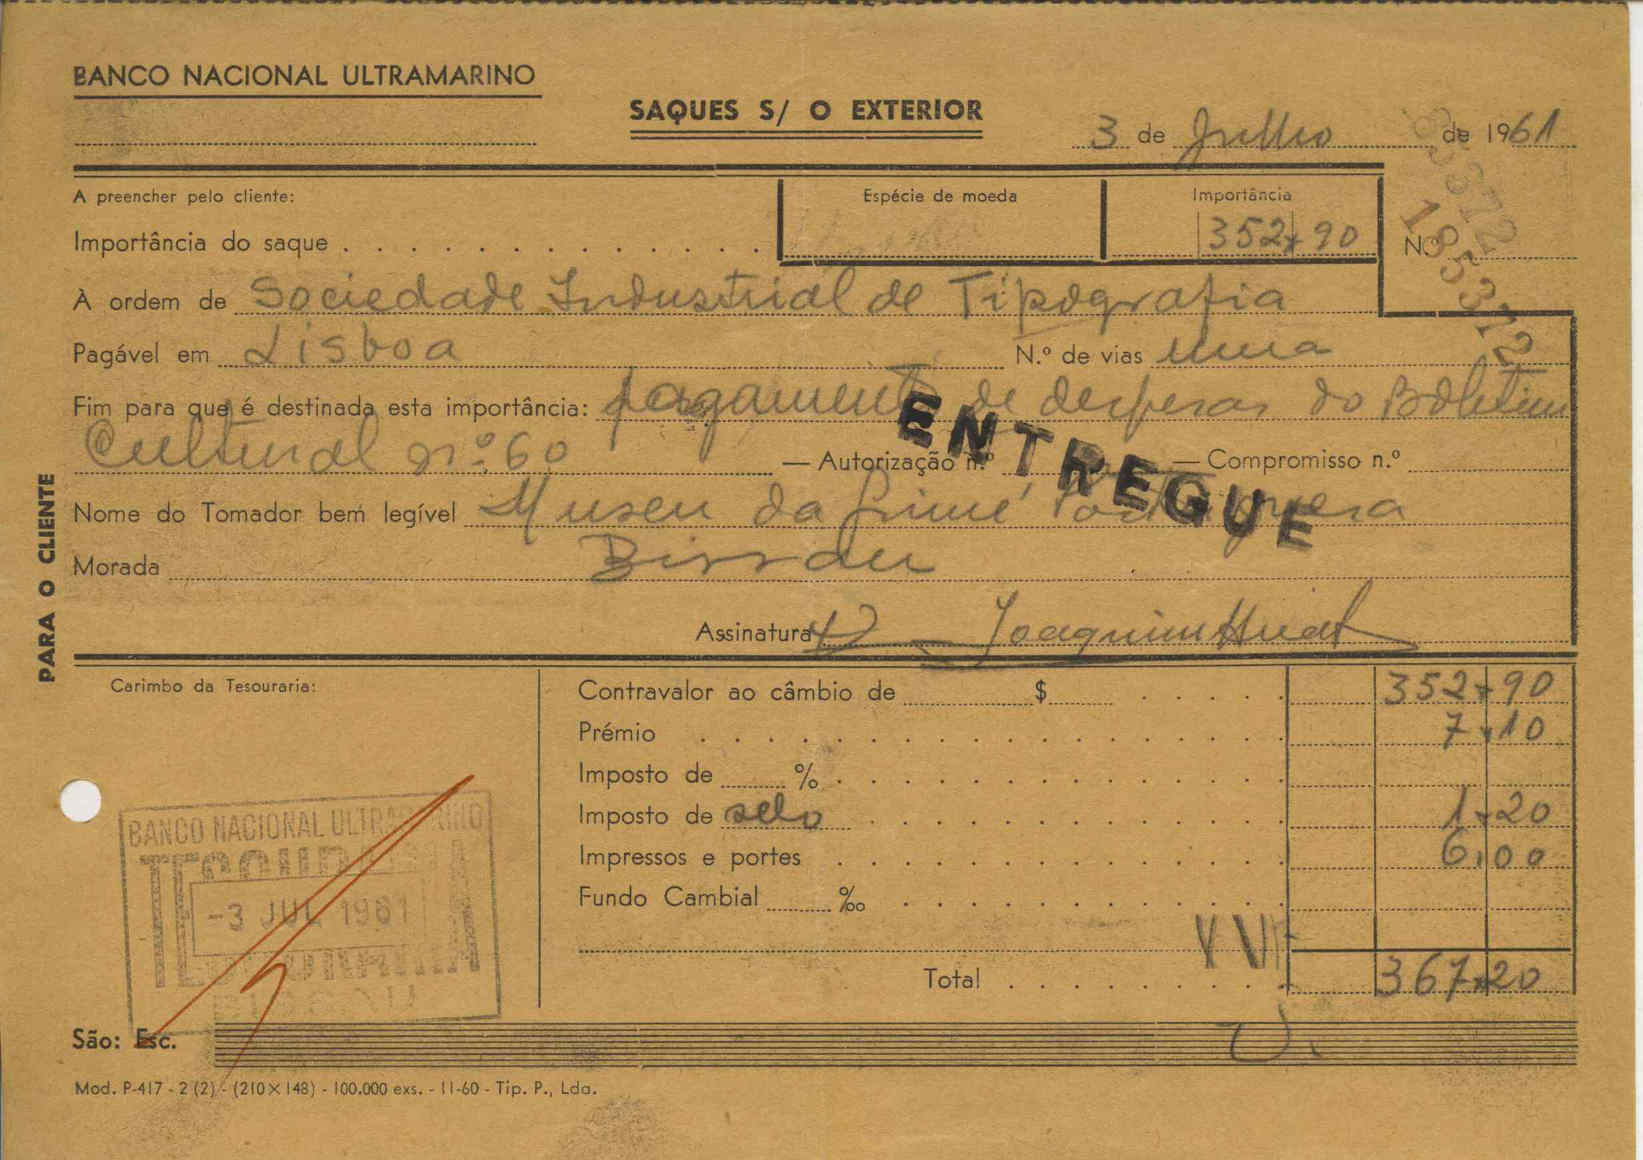 BANCO NACIONAL ULTRAMARINO
SAQUES S/ O EXTERIOR
3 de Julho de 1961
A preencher pelo cliente:
Espécie de moeda
Importância
Importância do saque . . . . . . . . . . . . .
352$90
Nº 185372
À ordem de Sociedade Industrial de Tipografia
Pagável em Lisboa N.º de vias uma
Fim para que é destinada esta importância: pagamento de despesas do Boletim
Cultural nº 60 — Autorização n.º — Compromisso n.º
ENTREGUE
Nome do Tomador bem legível Museu da Guiné Portuguesa
Morada Bissau
Assinatura Joaquim
PARA O CLIENTE
Carimbo da Tesouraria:
BANCO NACIONAL ULTRAMARINO
TESOURARIA
-3 JUL 1961
BISSAU
Contravalor ao câmbio de $ . . . . . 352$90
Prémio . . . . . . . . . . . . . . . . . . 7$10
Imposto de % . . . . . . . . . . . . . .
Imposto de selo . . . . . . . . . . . . . 1$20
Impressos e portes . . . . . . . . . . . . . . 6,00
Fundo Cambial ‰ . . . . . . . . . . . .
Total . . . . . . . . . 367$20
São: Esc.
Mod. P-417 - 2 (2) - (210×148) - 100.000 exs. - 11-60 - Tip. P., Lda.